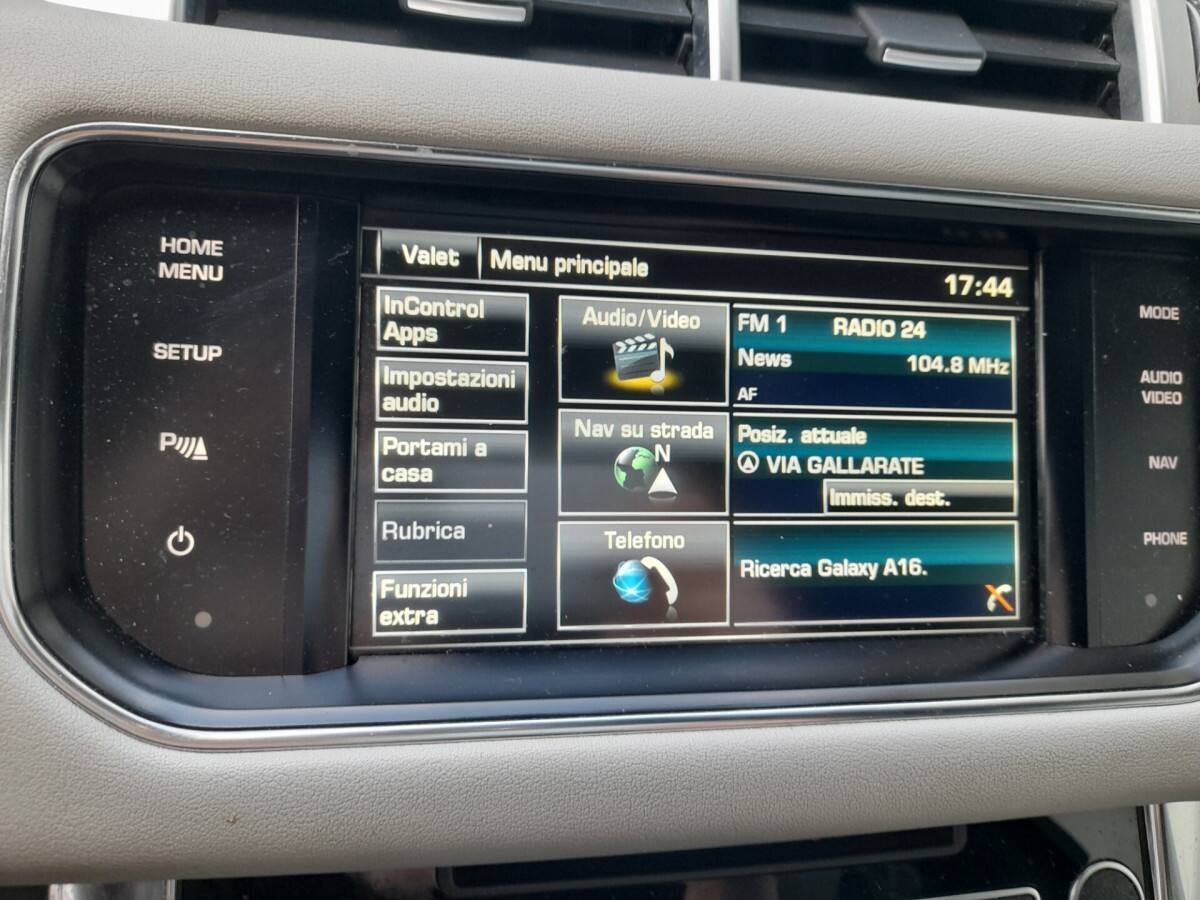 HOME
MENU
SETUP
P
Valet
Menu principale
17:44
InControl
Apps
Impostazioni
audio
Portami a
casa
Rubrica
Funzioni
extra
Audio/Video
FM 1 RADIO 24
News 104.8 MHz
AF
Nav su strada
N
Posiz. attuale
VIA GALLARATE
Immiss. dest.
Telefono
Ricerca Galaxy A16.
MODE
AUDIO
VIDEO
NAV
PHONE